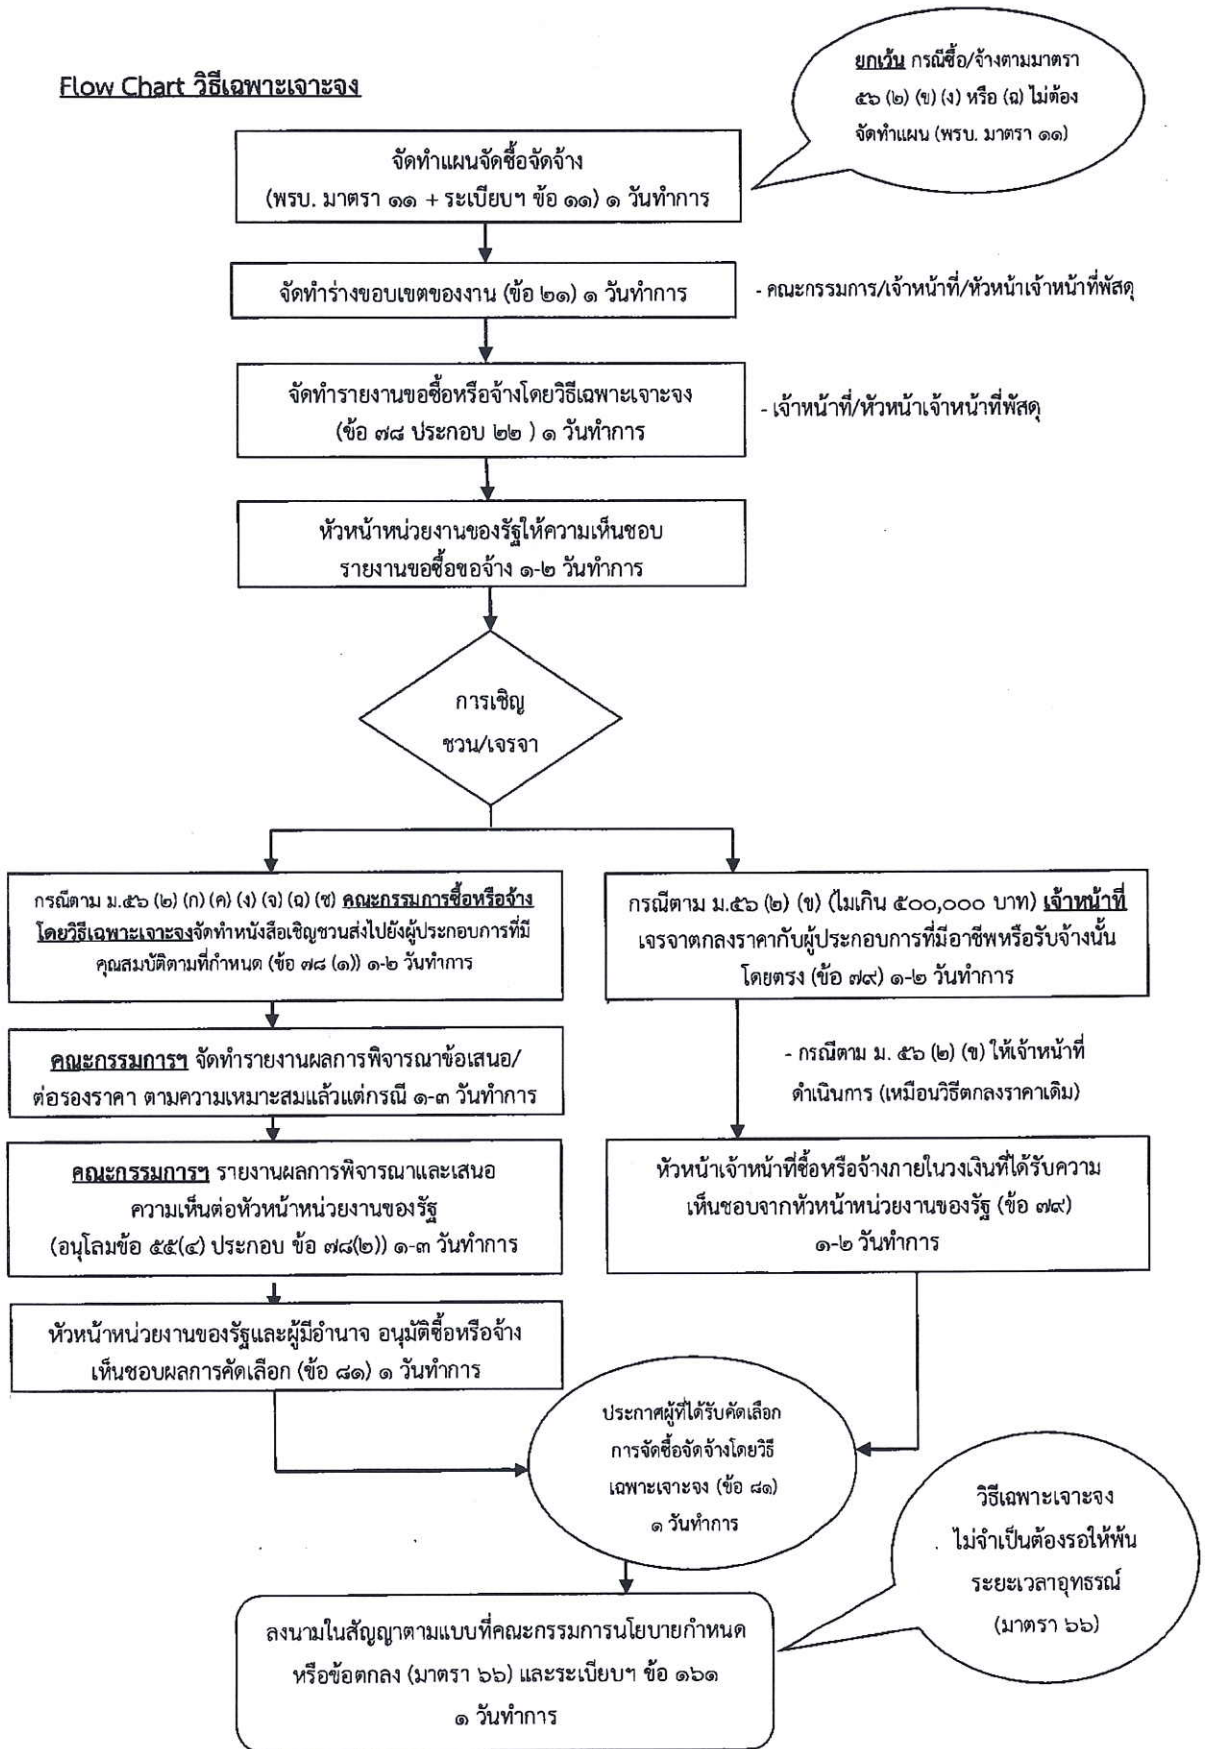 Flow Chart วิธีเฉพาะเจาะจง
ยกเว้น กรณีซื้อ/จ้างตามมาตรา
๕๖ (๒) (ข) (ง) หรือ (ฉ) ไม่ต้อง
จัดทำแผน (พรบ. มาตรา ๑๑)
จัดทำแผนจัดซื้อจัดจ้าง
(พรบ. มาตรา ๑๑ + ระเบียบฯ ข้อ ๑๑) ๑ วันทำการ
จัดทำร่างขอบเขตของงาน (ข้อ ๒๑) ๑ วันทำการ
- คณะกรรมการ/เจ้าหน้าที่/หัวหน้าเจ้าหน้าที่พัสดุ
จัดทำรายงานขอซื้อหรือจ้างโดยวิธีเฉพาะเจาะจง
(ข้อ ๗๘ ประกอบ ๒๒ ) ๑ วันทำการ
- เจ้าหน้าที่/หัวหน้าเจ้าหน้าที่พัสดุ
หัวหน้าหน่วยงานของรัฐให้ความเห็นชอบ
รายงานขอซื้อขอจ้าง ๑-๒ วันทำการ
การเชิญ
ชวน/เจรจา
กรณีตาม ม.๕๖ (๒) (ก) (ค) (ง) (จ) (ฉ) (ช) คณะกรรมการซื้อหรือจ้าง
โดยวิธีเฉพาะเจาะจงจัดทำหนังสือเชิญชวนส่งไปยังผู้ประกอบการที่มี
คุณสมบัติตามที่กำหนด (ข้อ ๗๘ (๑)) ๑-๒ วันทำการ
คณะกรรมการฯ จัดทำรายงานผลการพิจารณาข้อเสนอ/
ต่อรองราคา ตามความเหมาะสมแล้วแต่กรณี ๑-๓ วันทำการ
คณะกรรมการฯ รายงานผลการพิจารณาและเสนอ
ความเห็นต่อหัวหน้าหน่วยงานของรัฐ
(อนุโลมข้อ ๕๕(๔) ประกอบ ข้อ ๗๘(๒)) ๑-๓ วันทำการ
หัวหน้าหน่วยงานของรัฐและผู้มีอำนาจ อนุมัติซื้อหรือจ้าง
เห็นชอบผลการคัดเลือก (ข้อ ๘๑) ๑ วันทำการ
กรณีตาม ม.๕๖ (๒) (ข) (ไม่เกิน ๕๐๐,๐๐๐ บาท) เจ้าหน้าที่
เจรจาตกลงราคากับผู้ประกอบการที่มีอาชีพหรือรับจ้างนั้น
โดยตรง (ข้อ ๗๙) ๑-๒ วันทำการ
- กรณีตาม ม. ๕๖ (๒) (ข) ให้เจ้าหน้าที่
ดำเนินการ (เหมือนวิธีตกลงราคาเดิม)
หัวหน้าเจ้าหน้าที่ซื้อหรือจ้างภายในวงเงินที่ได้รับความ
เห็นชอบจากหัวหน้าหน่วยงานของรัฐ (ข้อ ๗๙)
๑-๒ วันทำการ
ประกาศผู้ที่ได้รับคัดเลือก
การจัดซื้อจัดจ้างโดยวิธี
เฉพาะเจาะจง (ข้อ ๘๑)
๑ วันทำการ
วิธีเฉพาะเจาะจง
ไม่จำเป็นต้องรอให้พ้น
ระยะเวลาอุทธรณ์
(มาตรา ๖๖)
ลงนามในสัญญาตามแบบที่คณะกรรมการนโยบายกำหนด
หรือข้อตกลง (มาตรา ๖๖) และระเบียบฯ ข้อ ๑๖๑
๑ วันทำการ